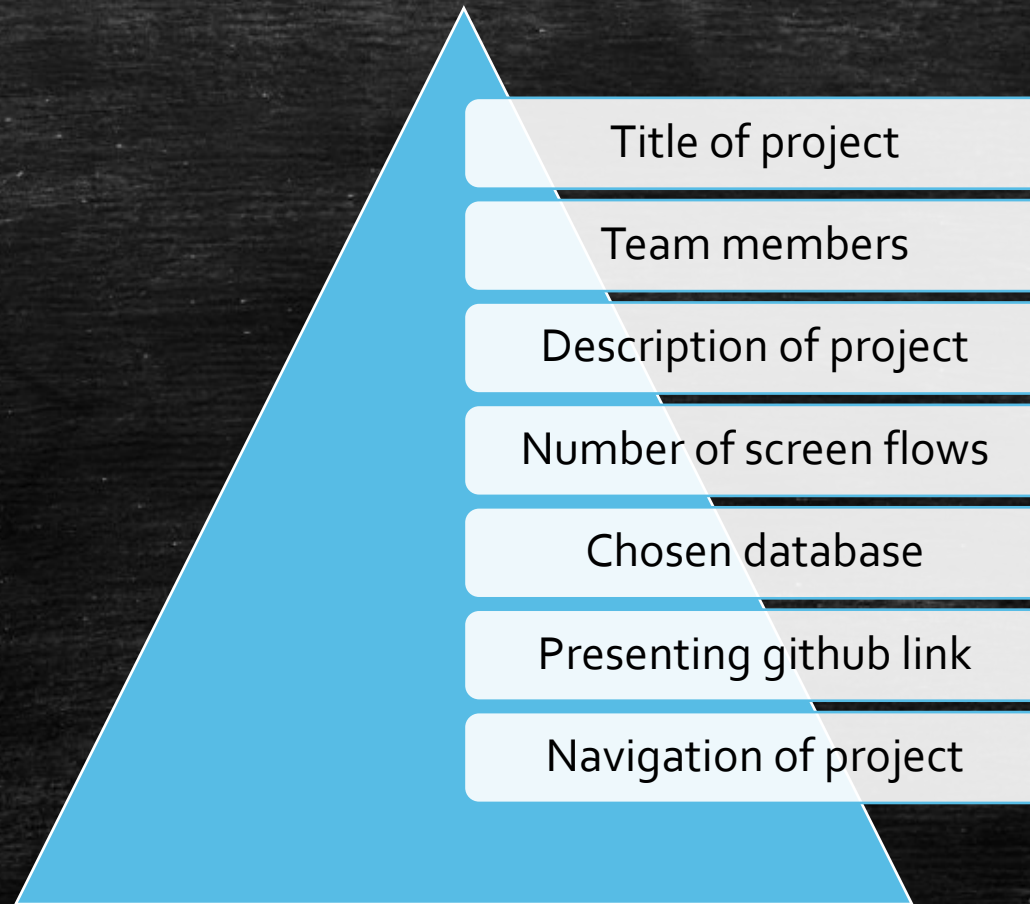 Title of project
Team members
Description of project
Number of screen flows
Chosen database
Presenting github link
Navigation of project